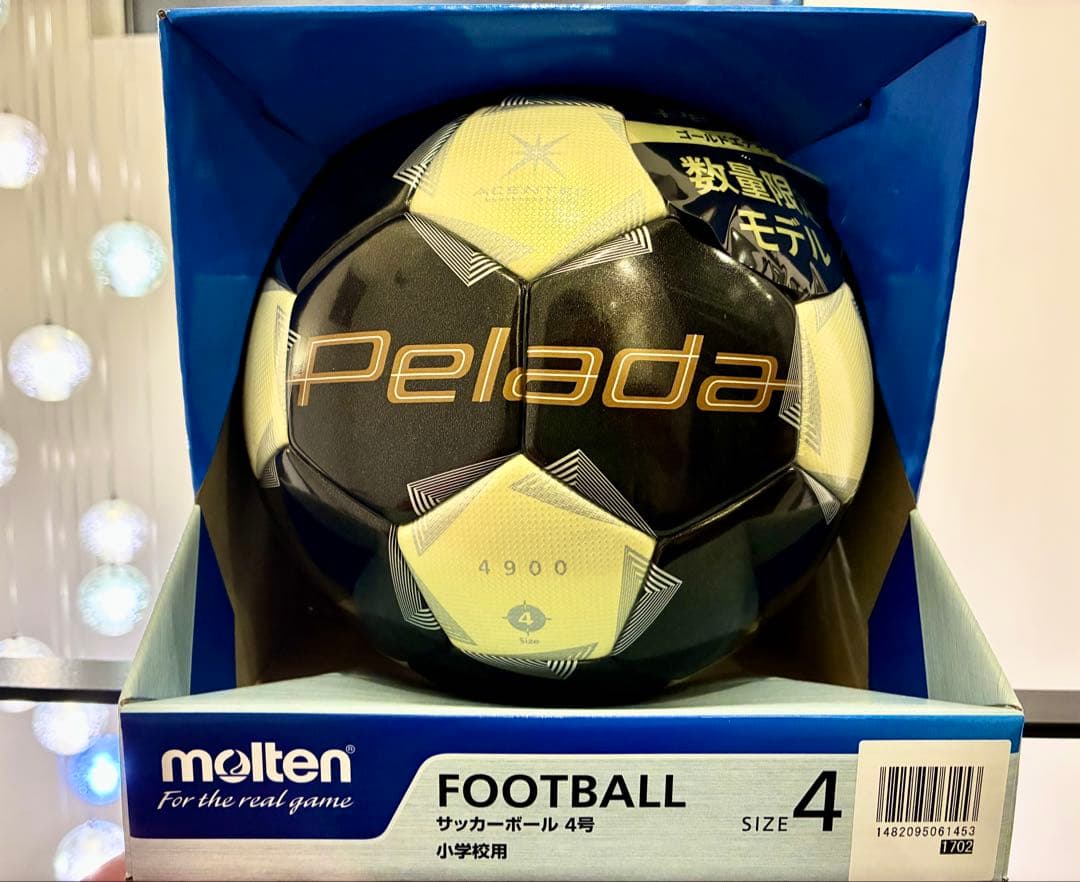 ACENTEC
数量限
モデル
Pelada
4900
4
Size
molten®
For the real game
FOOTBALL
サッカーボール 4号
小学校用
SIZE 4
1482095061453
1702